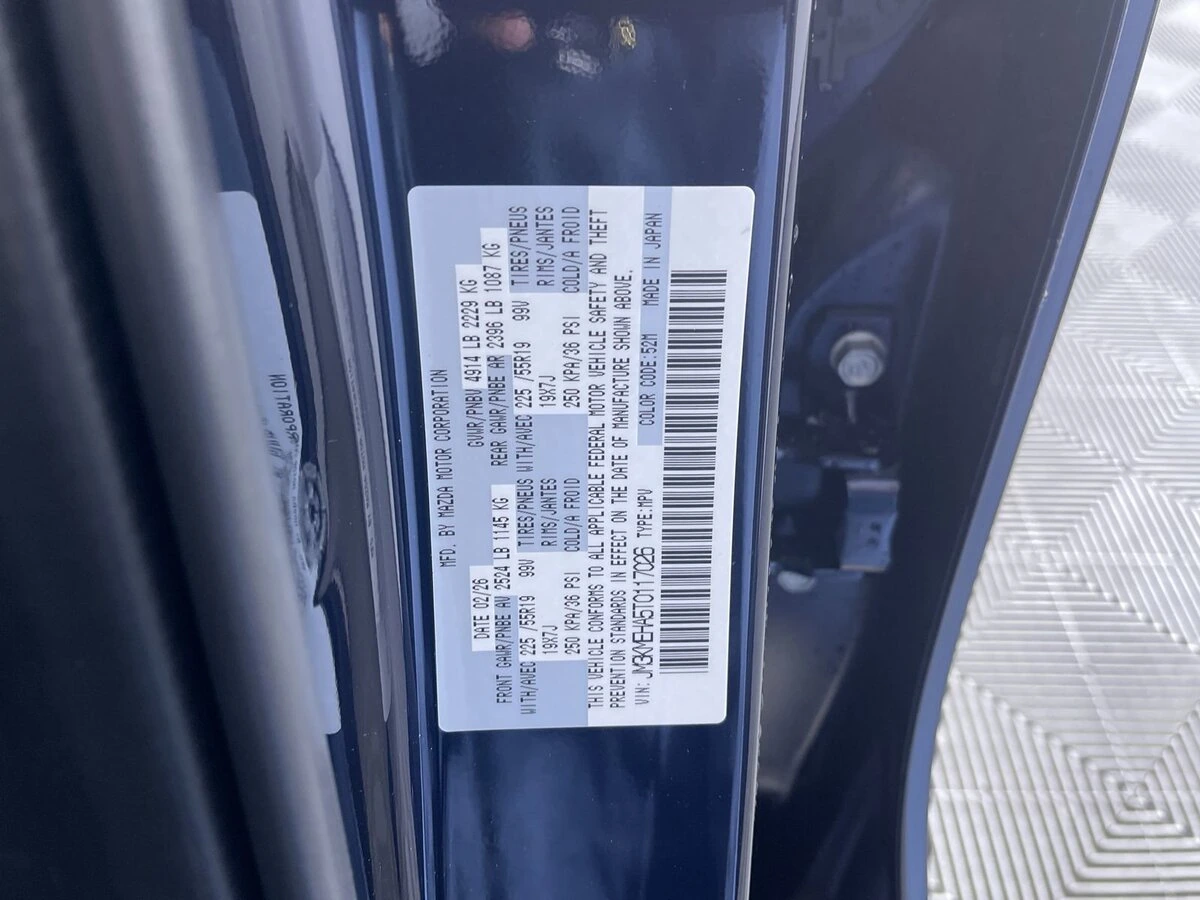 MFD. BY MAZDA MOTOR CORPORATION
DATE 02/26 GVWR/PNBV 4914 LB 2229 KG
FRONT GAWR/PNBE AV 2524 LB 1145 KG REAR GAWR/PNBE AR 2396 LB 1087 KG
WITH/AVEC 225 /55R19 99V TIRES/PNEUS WITH/AVEC 225 /55R19 99V TIRES/PNEUS
19X7J RIMS/JANTES 19X7J RIMS/JANTES
250 KPA/36 PSI COLD/A FROID 250 KPA/36 PSI COLD/A FROID
THIS VEHICLE CONFORMS TO ALL APPLICABLE FEDERAL MOTOR VEHICLE SAFETY AND THEFT
PREVENTION STANDARDS IN EFFECT ON THE DATE OF MANUFACTURE SHOWN ABOVE.
VIN: JM3KMEHA5T0117026 TYPE:MPV COLOR CODE:52M MADE IN JAPAN